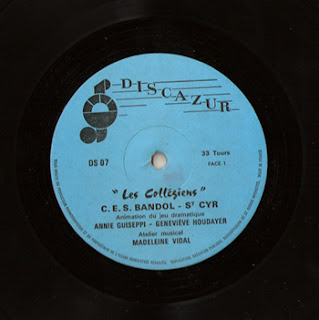 DISCAZUR
DS 07
33 Tours
FACE 1
"Les Collégiens"
C.E.S. BANDOL - Sᵗ CYR
Animation du jeu dramatique
ANNIE GUISEPPI - GENEVIÈVE HOUDAYER
Atelier musical
MADELEINE VIDAL